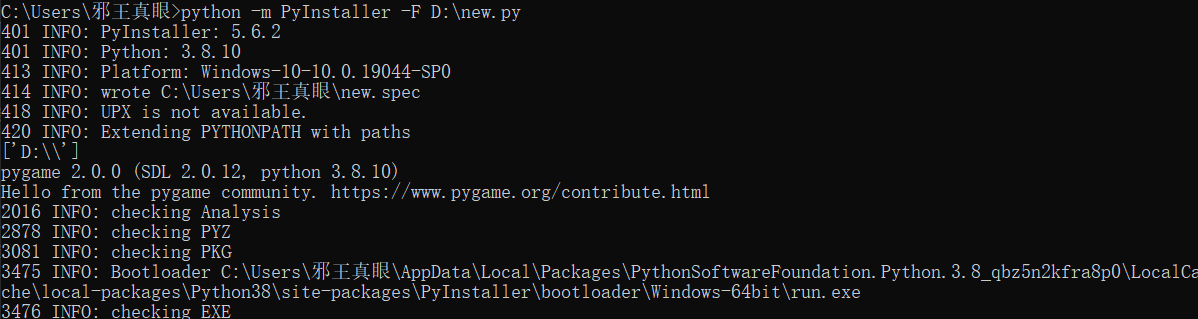 C:\Users\邪王真眼>python -m PyInstaller -F D:\new.py
401 INFO: PyInstaller: 5.6.2
401 INFO: Python: 3.8.10
413 INFO: Platform: Windows-10-10.0.19044-SP0
414 INFO: wrote C:\Users\邪王真眼\new.spec
418 INFO: UPX is not available.
420 INFO: Extending PYTHONPATH with paths
['D:\\']
pygame 2.0.0 (SDL 2.0.12, python 3.8.10)
Hello from the pygame community. https://www.pygame.org/contribute.html
2016 INFO: checking Analysis
2878 INFO: checking PYZ
3081 INFO: checking PKG
3475 INFO: Bootloader C:\Users\邪王真眼\AppData\Local\Packages\PythonSoftwareFoundation.Python.3.8_qbz5n2kfra8p0\LocalCa
che\local-packages\Python38\site-packages\PyInstaller\bootloader\Windows-64bit\run.exe
3476 INFO: checking EXE